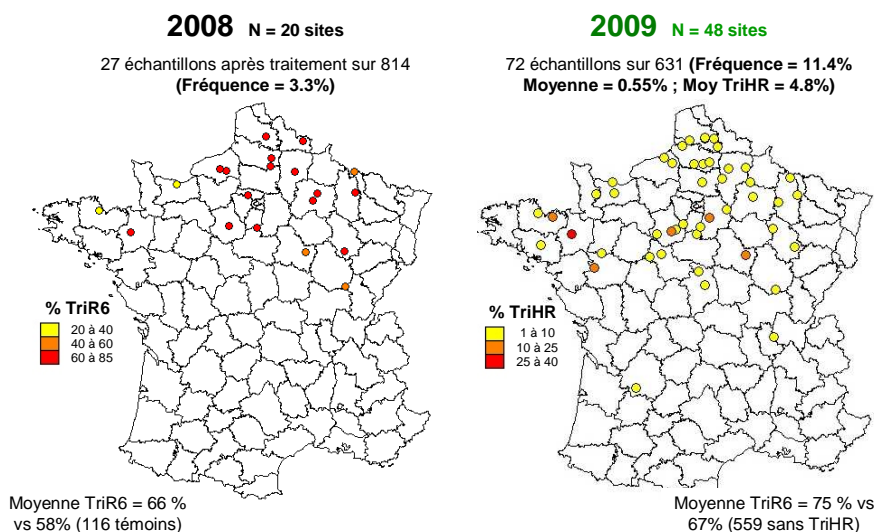 2008 N = 20 sites
27 échantillons après traitement sur 814
(Fréquence = 3.3%)
% TriR6
20 à 40
40 à 60
60 à 85
Moyenne TriR6 = 66 %
vs 58% (116 témoins)
2009 N = 48 sites
72 échantillons sur 631 (Fréquence = 11.4%
Moyenne = 0.55% ; Moy TriHR = 4.8%)
% TriHR
1 à 10
10 à 25
25 à 40
Moyenne TriR6 = 75 % vs
67% (559 sans TriHR)